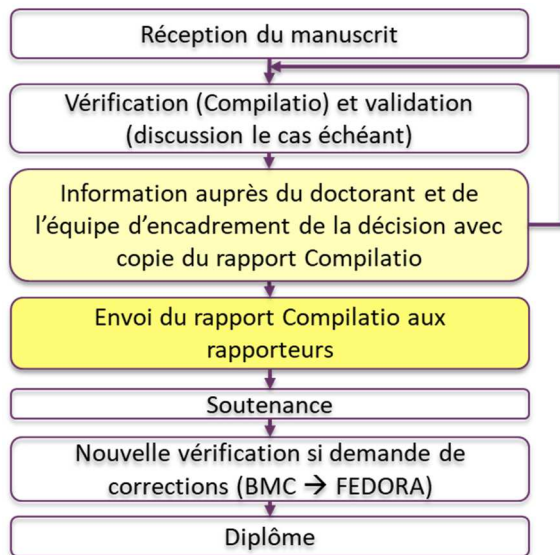 Réception du manuscrit
Vérification (Compilatio) et validation
(discussion le cas échéant)
Information auprès du doctorant et de
l'équipe d'encadrement de la décision avec
copie du rapport Compilatio
Envoi du rapport Compilatio aux
rapporteurs
Soutenance
Nouvelle vérification si demande de
corrections (BMC → FEDORA)
Diplôme